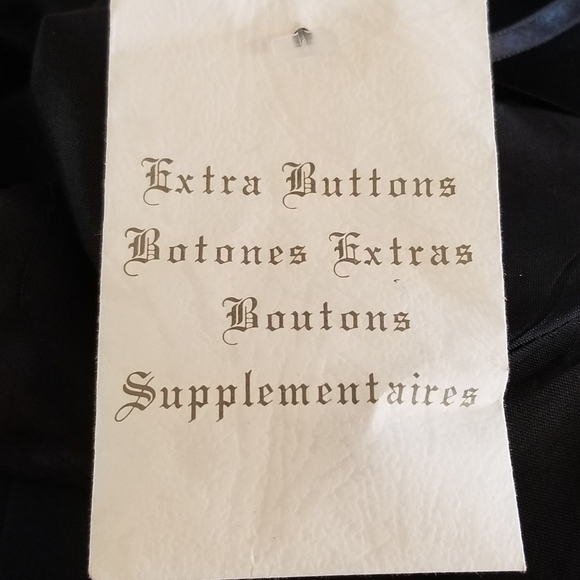 Extra Buttons
Botones Extras
Boutons
Supplementaires